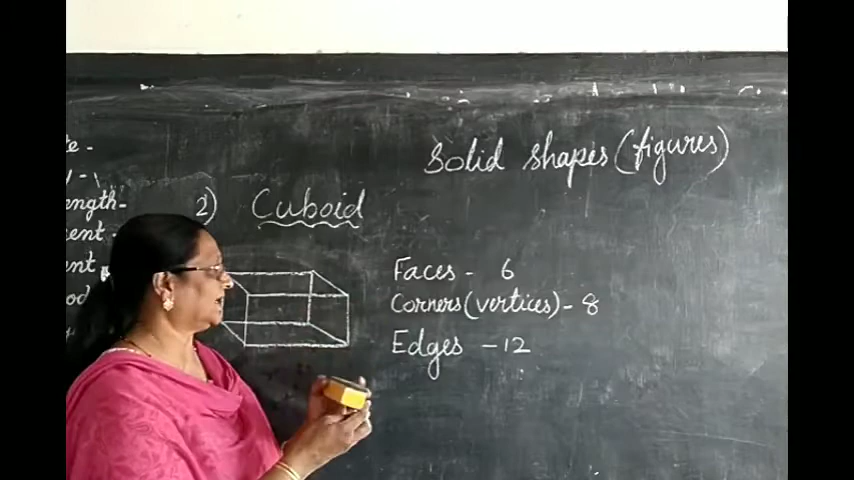 Solid shapes (figures)
2) Cuboid
Faces - 6
Corners (vertices) - 8
Edges - 12